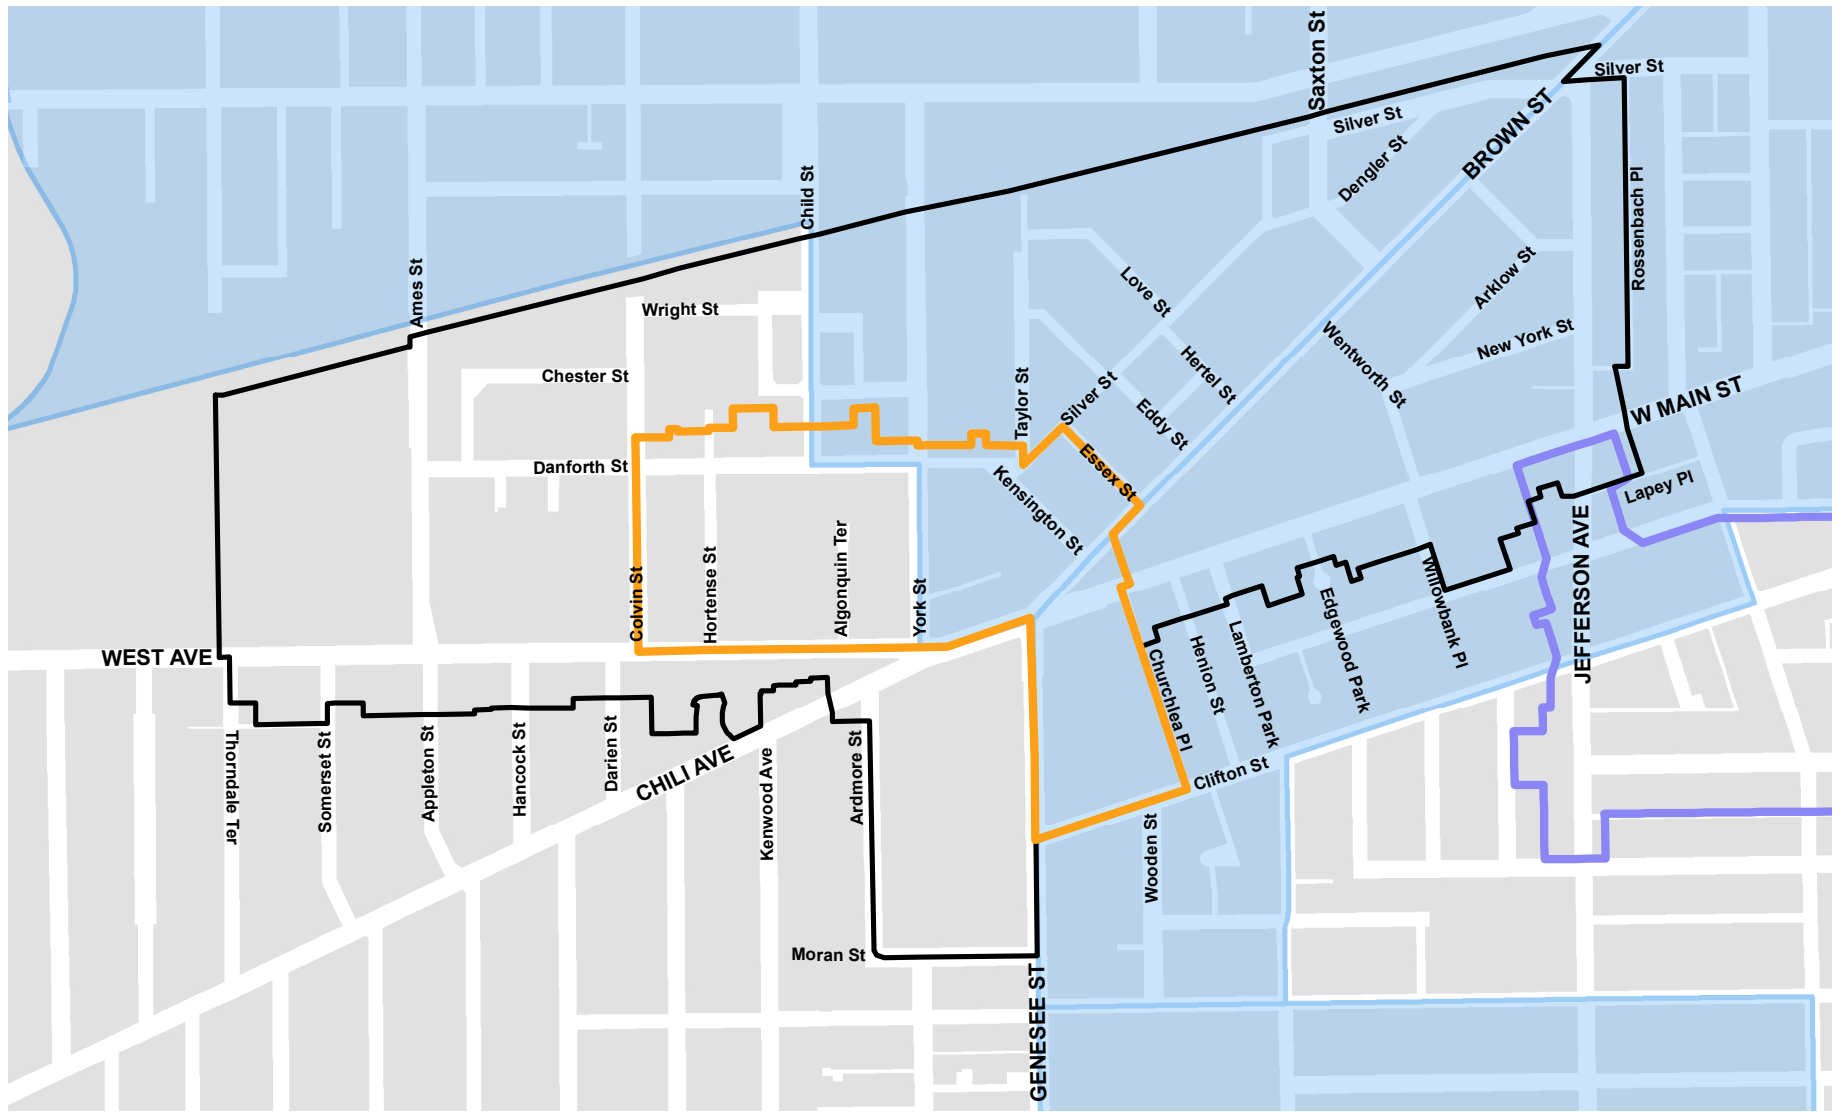 Saxton St
Silver St
Silver St
BROWN ST
Dengler St
Child St
Rossenbach Pl
Ames St
Love St
Arklow St
Wright St
New York St
Wentworth St
Hertel St
Chester St
Taylor St
Silver St
Eddy St
W MAIN ST
Danforth St
Essex St
Kensington St
Lapey Pl
JEFFERSON AVE
Colvin St
Hortense St
Algonquin Ter
York St
Willowbank Pl
Edgewood Park
Lamberton Park
Henion St
Churchlea Pl
WEST AVE
Thorndale Ter
Somerset St
Appleton St
Hancock St
Darien St
CHILI AVE
Kenwood Ave
Ardmore St
Clifton St
Wooden St
Moran St
GENESEE ST